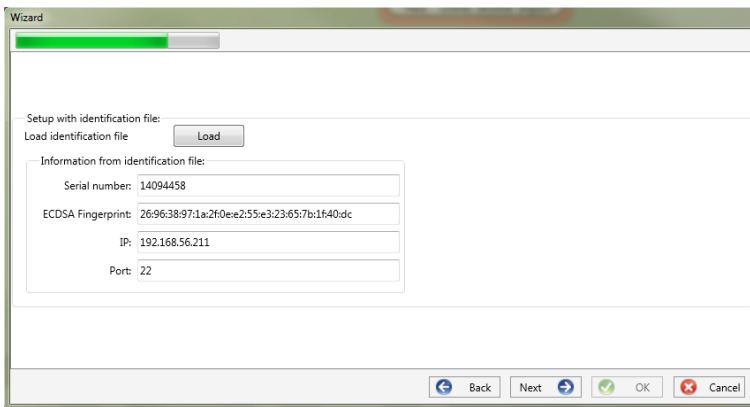 Wizard
Setup with identification file:
Load identification file Load
Information from identification file:
Serial number: 14094458
ECDSA Fingerprint: 26:96:38:97:1a:2f:0e:e2:55:e3:23:65:7b:1f:40:dc
IP: 192.168.56.211
Port: 22
Back Next OK Cancel